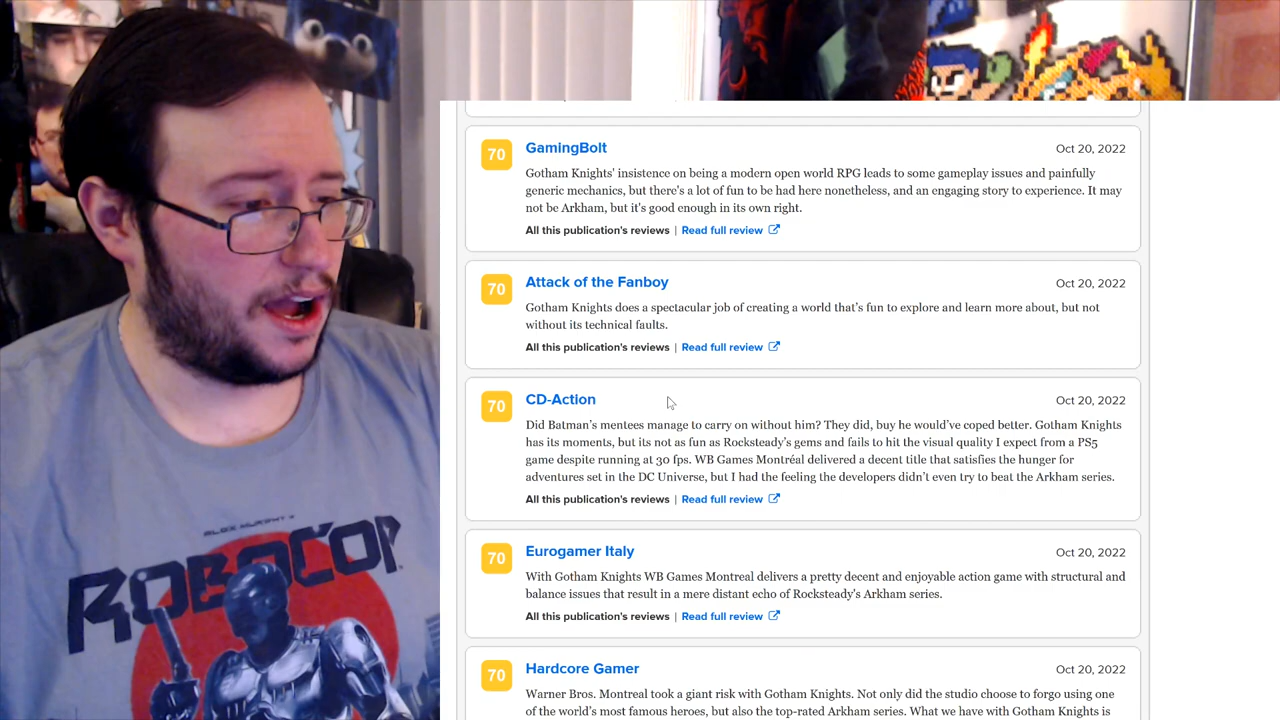 GamingBolt
Oct 20, 2022
70
Gotham Knights' insistence on being a modern open world RPG leads to some gameplay issues and painfully
generic mechanics, but there's a lot of fun to be had here nonetheless, and an engaging story to experience. It may
not be Arkham, but it's good enough in its own right.
All this publication's reviews | Read full review
Attack of the Fanboy
Oct 20, 2022
70
Gotham Knights does a spectacular job of creating a world that's fun to explore and learn more about, but not
without its technical faults.
All this publication's reviews | Read full review
CD-Action
Oct 20, 2022
70
Did Batman's mentees manage to carry on without him? They did, buy he would've coped better. Gotham Knights
has its moments, but its not as fun as Rocksteady's gems and fails to hit the visual quality I expect from a PS5
game despite running at 30 fps. WB Games Montréal delivered a decent title that satisfies the hunger for
adventures set in the DC Universe, but I had the feeling the developers didn't even try to beat the Arkham series.
All this publication's reviews | Read full review
Eurogamer Italy
Oct 20, 2022
70
With Gotham Knights WB Games Montreal delivers a pretty decent and enjoyable action game with structural and
balance issues that result in a mere distant echo of Rocksteady's Arkham series.
All this publication's reviews | Read full review
Hardcore Gamer
Oct 20, 2022
70
Warner Bros. Montreal took a giant risk with Gotham Knights. Not only did the studio choose to forgo using one
of the world's most famous heroes, but also the top-rated Arkham series. What we have with Gotham Knights is
ALEX MURPHY
ROBOCOP